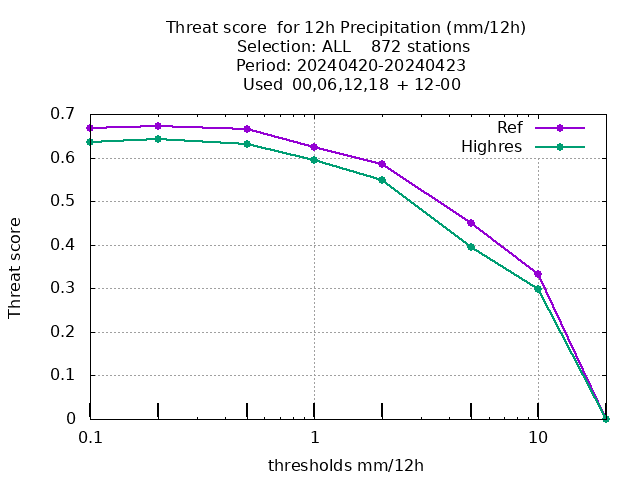 Threat score  for 12h Precipitation (mm/12h)
Selection: ALL    872 stations
Period: 20240420-20240423
Used  00,06,12,18  + 12-00
Ref
Highres
0.7
0.6
0.5
0.4
0.3
0.2
0.1
0
Threat score
0.1
1
10
thresholds mm/12h